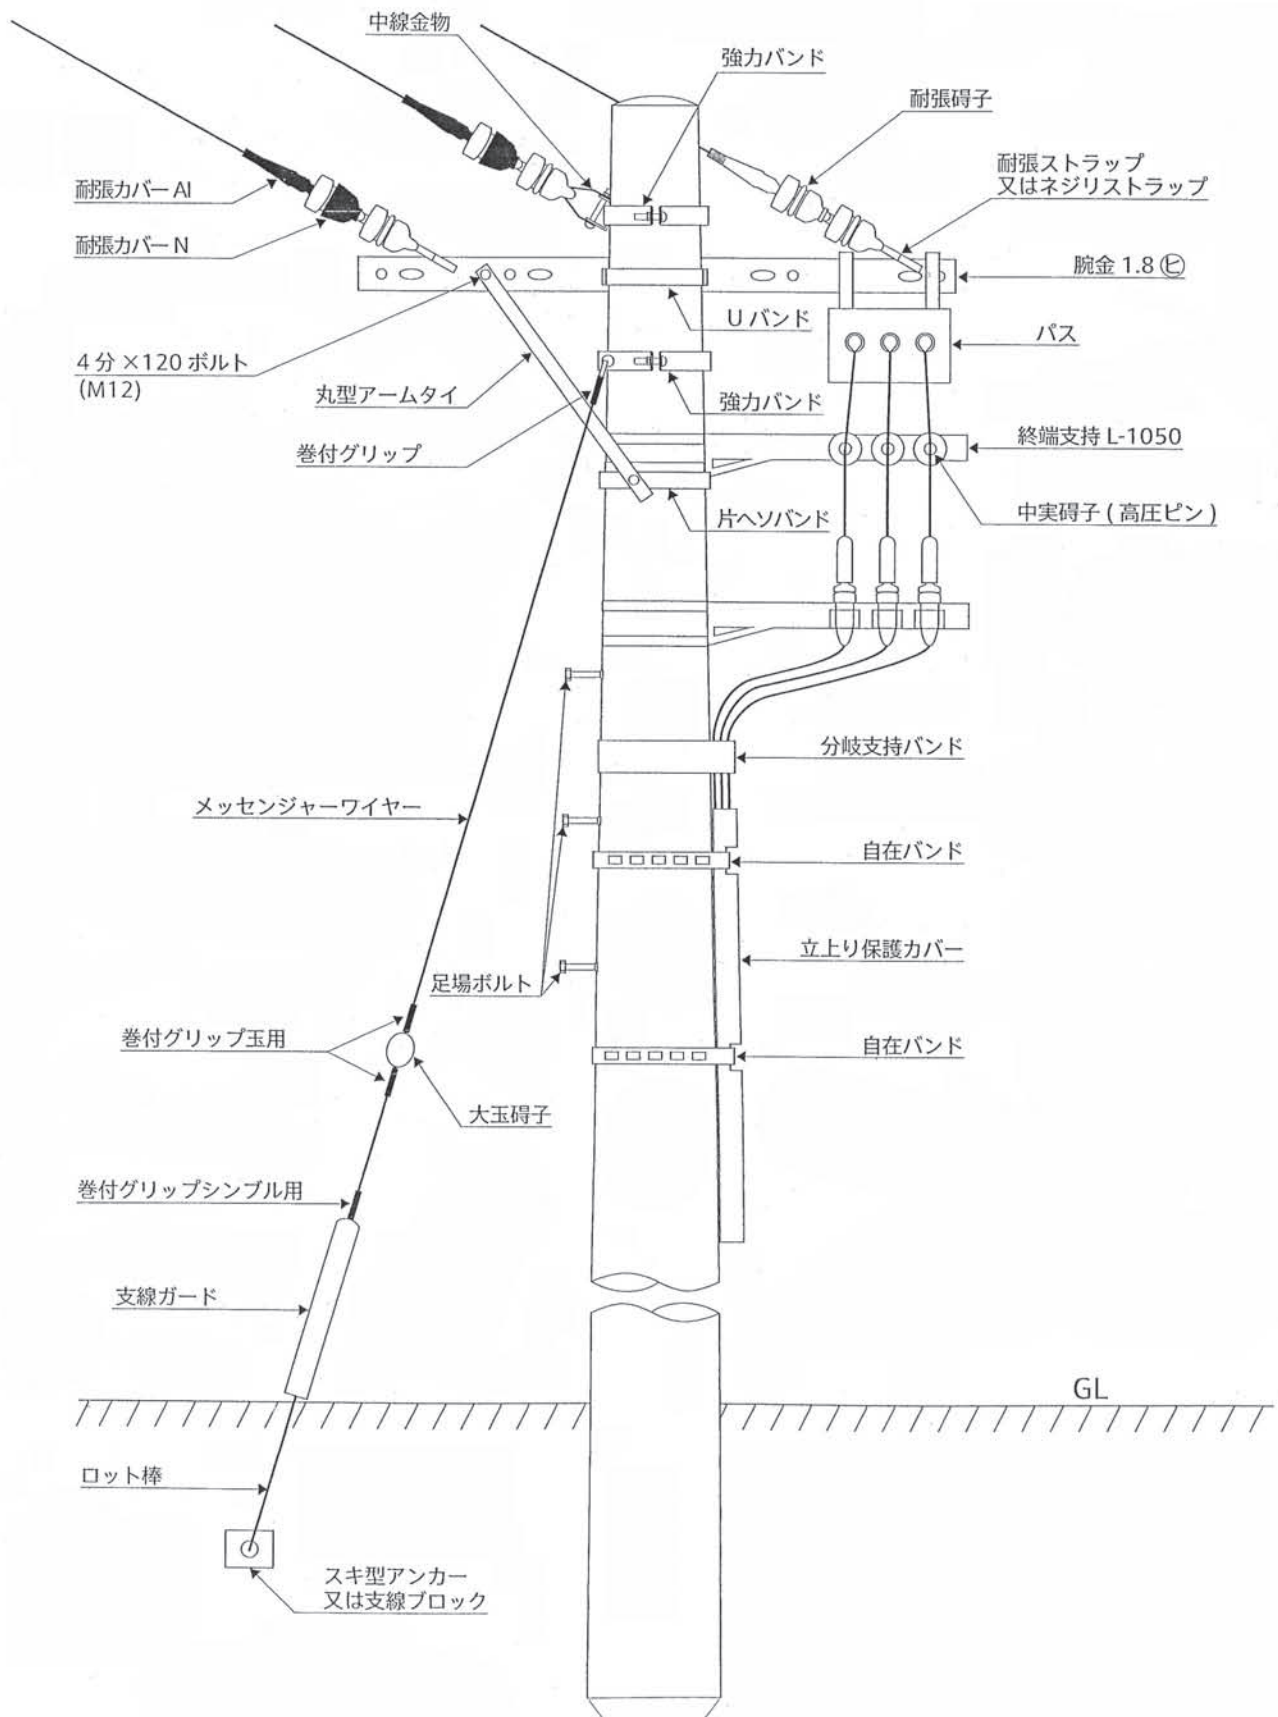 中線金物
強力バンド
耐張碍子
耐張ストラップ
又はネジリストラップ
耐張カバー AI
耐張カバー N
腕金 1.8 ㋪
U バンド
パス
4分×120 ボルト
(M12)
丸型アームタイ
強力バンド
終端支持 L-1050
巻付グリップ
片ヘソバンド
中実碍子 ( 高圧ピン )
分岐支持バンド
メッセンジャーワイヤー
自在バンド
立上り保護カバー
足場ボルト
巻付グリップ玉用
自在バンド
大玉碍子
巻付グリップシンブル用
支線ガード
GL
ロット棒
スキ型アンカー
又は支線ブロック